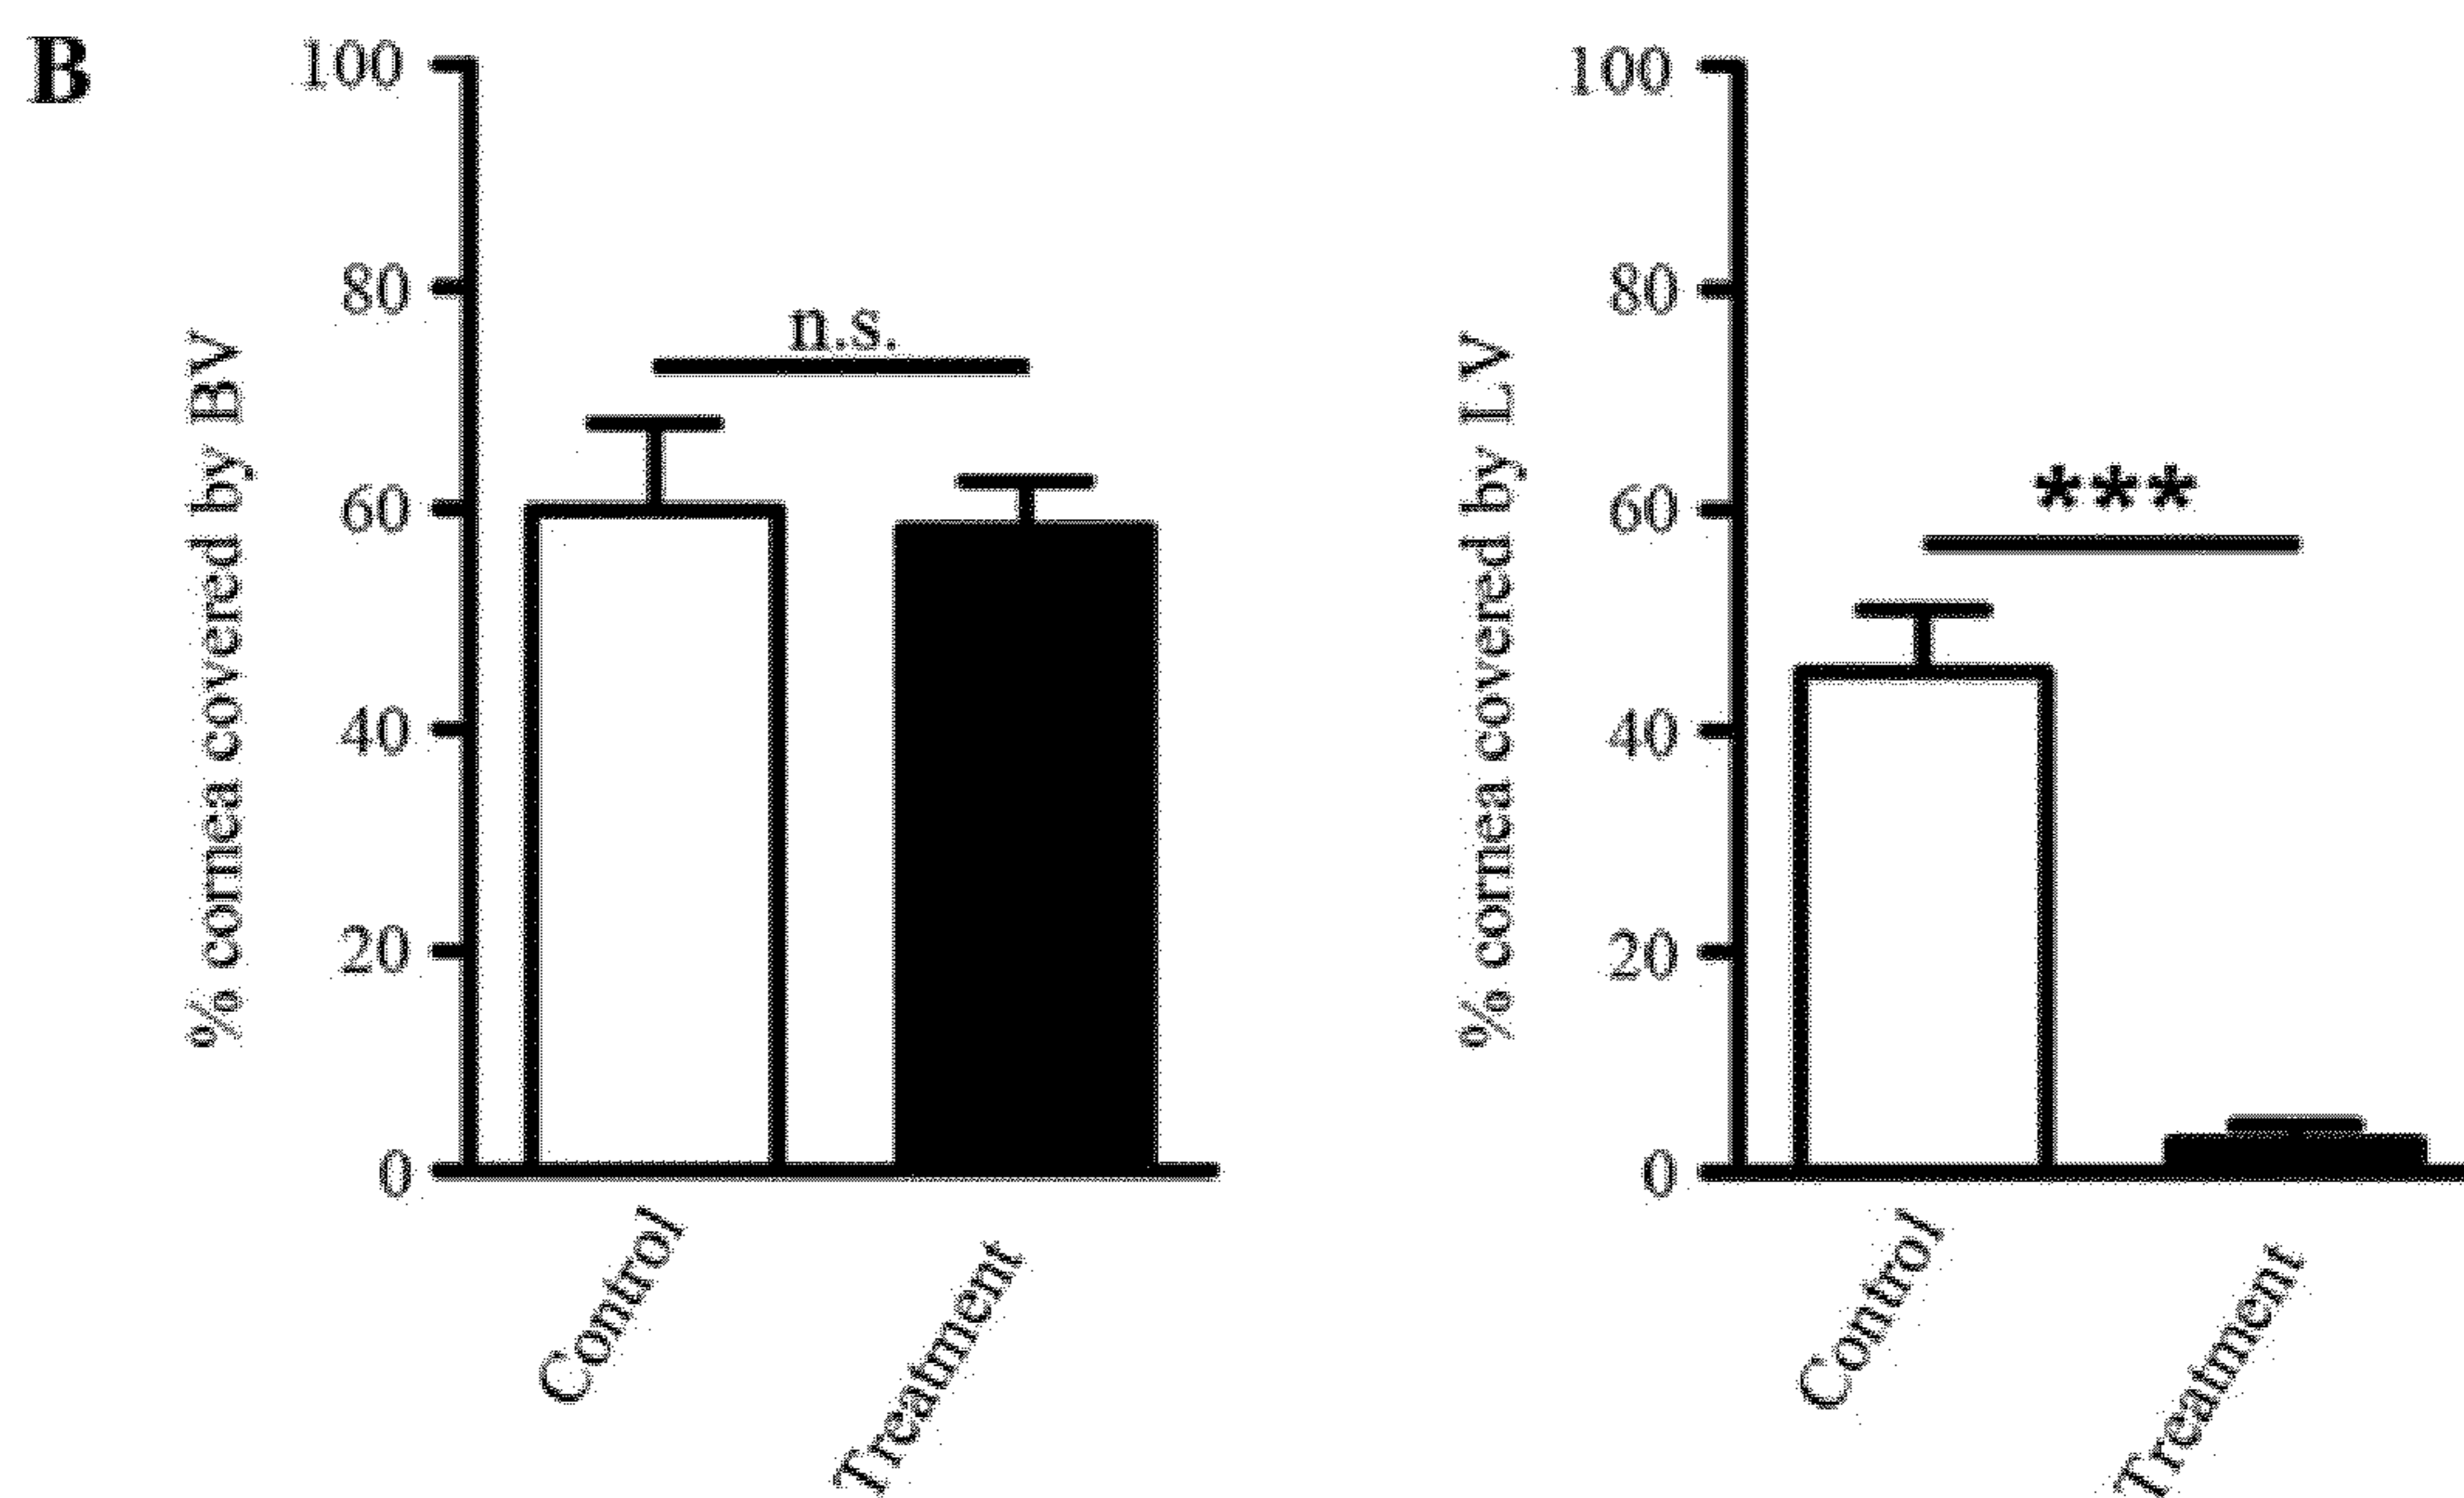 B
% cornea covered by BV
100
80
60
40
20
0
n.s.
Control
Treatment
% cornea covered by LV
100
80
60
40
20
0
***
Control
Treatment